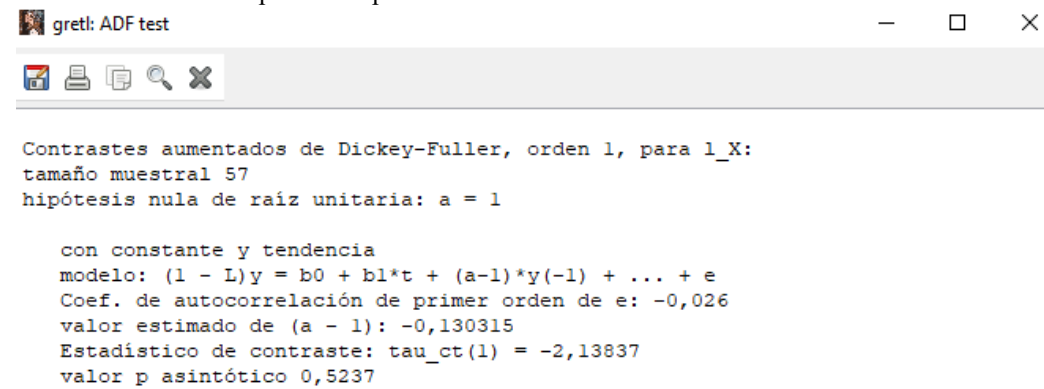 gretl: ADF test
Contrastes aumentados de Dickey-Fuller, orden 1, para l_X:
tamaño muestral 57
hipótesis nula de raíz unitaria: a = 1
con constante y tendencia
modelo: (1 - L)y = b0 + b1*t + (a-1)*y(-1) + ... + e
Coef. de autocorrelación de primer orden de e: -0,026
valor estimado de (a - 1): -0,130315
Estadístico de contraste: tau_ct(1) = -2,13837
valor p asintótico 0,5237